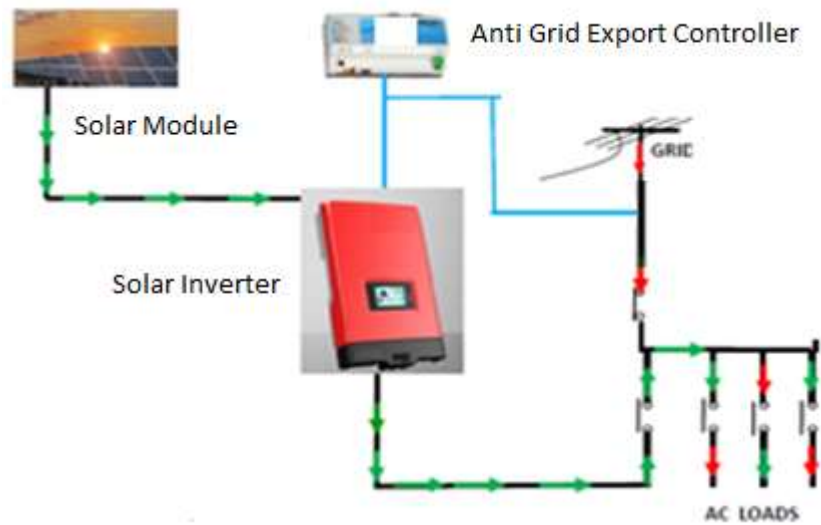 Anti Grid Export Controller
Solar Module
GRID
Solar Inverter
AC LOADS